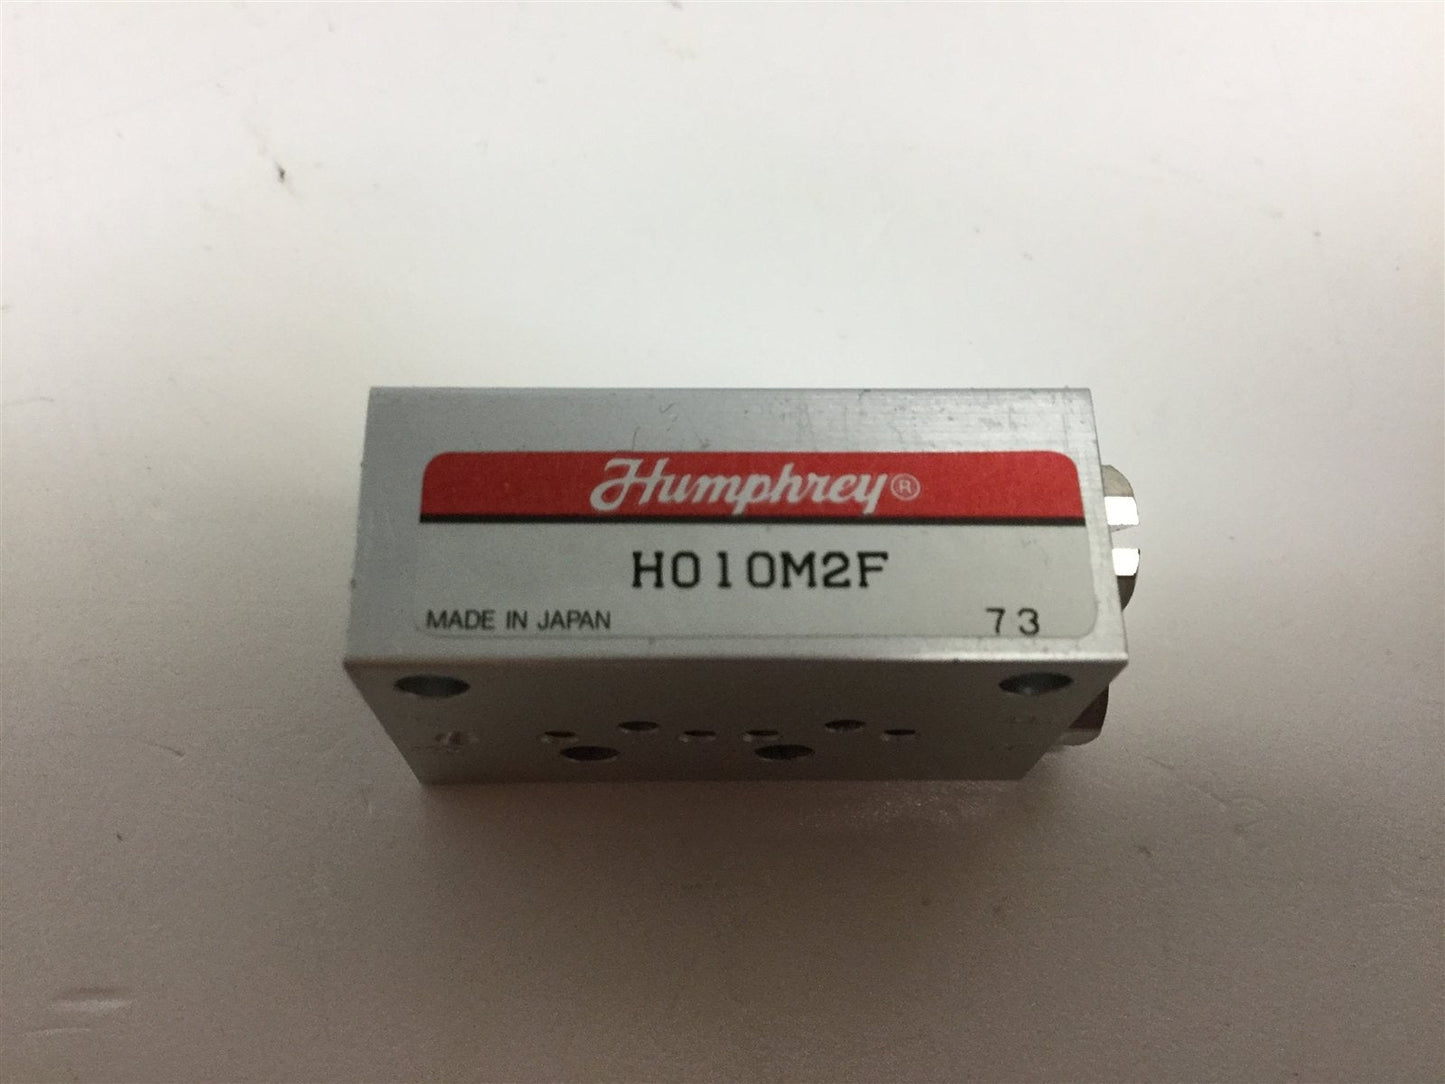 Humphrey®
H010M2F
MADE IN JAPAN 73